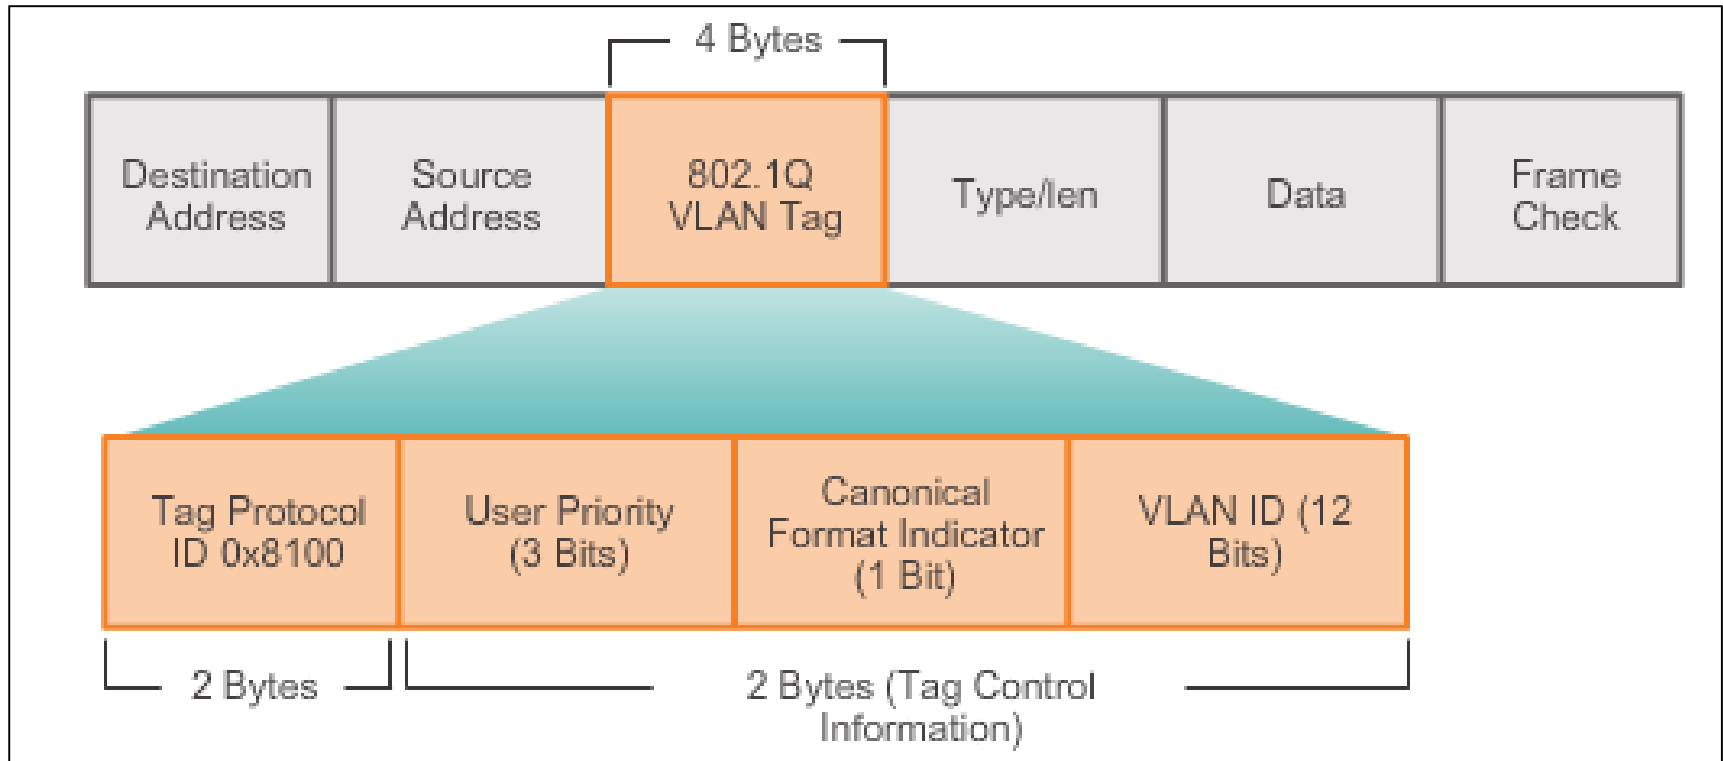 4 Bytes
Destination
Address
Source
Address
802.1Q
VLAN Tag
Type/len
Data
Frame
Check
Tag Protocol
ID 0x8100
User Priority
(3 Bits)
Canonical
Format Indicator
(1 Bit)
VLAN ID (12
Bits)
2 Bytes
2 Bytes (Tag Control
Information)